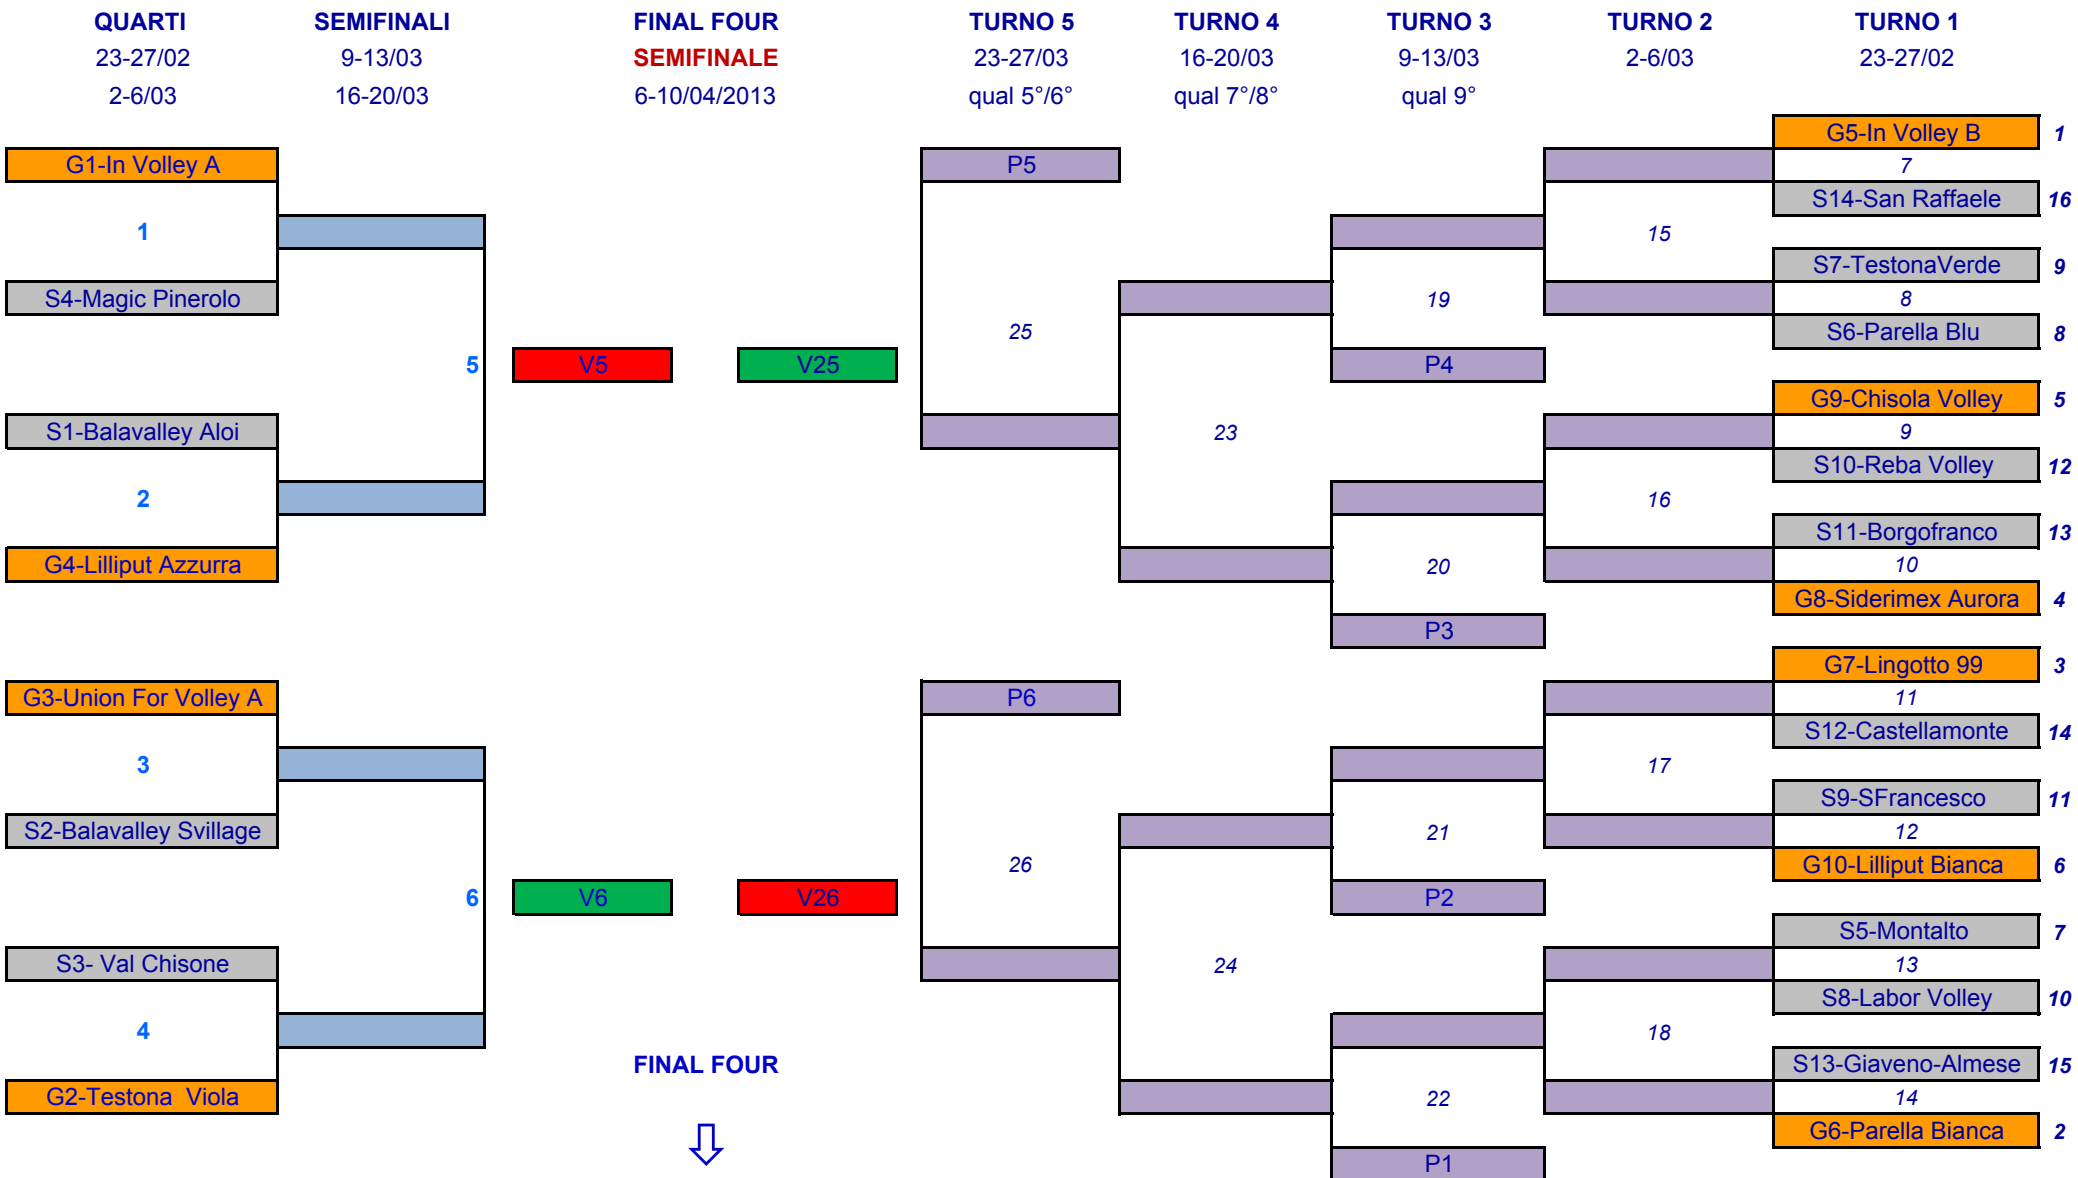 QUARTI SEMIFINALI FINAL FOUR TURNO 5 TURNO 4 TURNO 3 TURNO 2 TURNO 1
23-27/02 9-13/03 SEMIFINALE 23-27/03 16-20/03 9-13/03 2-6/03 23-27/02
2-6/03 16-20/03 6-10/04/2013 qual 5°/6° qual 7°/8° qual 9°
G5-In Volley B 1
G1-In Volley A P5 7
S14-San Raffaele 16
1 15
S7-TestonaVerde 9
S4-Magic Pinerolo 19 8
25 S6-Parella Blu 8
5 V5 V25 P4
G9-Chisola Volley 5
S1-Balavalley Aloi 23 9
S10-Reba Volley 12
2 16
S11-Borgofranco 13
G4-Lilliput Azzurra 20 10
G8-Siderimex Aurora 4
P3
G7-Lingotto 99 3
G3-Union For Volley A P6 11
S12-Castellamonte 14
3 17
S9-SFrancesco 11
S2-Balavalley Svillage 21 12
26 G10-Lilliput Bianca 6
6 V6 V26 P2
S5-Montalto 7
S3- Val Chisone 24 13
S8-Labor Volley 10
4 18
FINAL FOUR S13-Giaveno-Almese 15
G2-Testona Viola 22 14
G6-Parella Bianca 2
P1